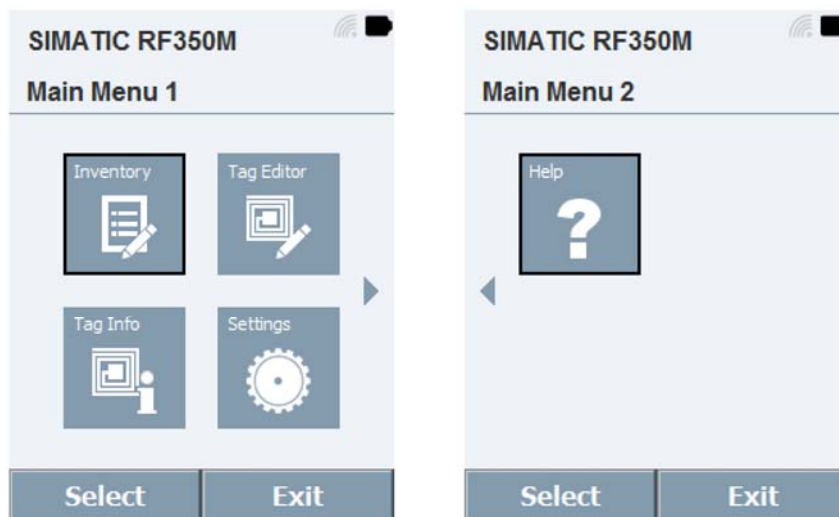 SIMATIC RF350M
Main Menu 1
Inventory
Tag Editor
Tag Info
Settings
Select
Exit
SIMATIC RF350M
Main Menu 2
Help
?
Select
Exit